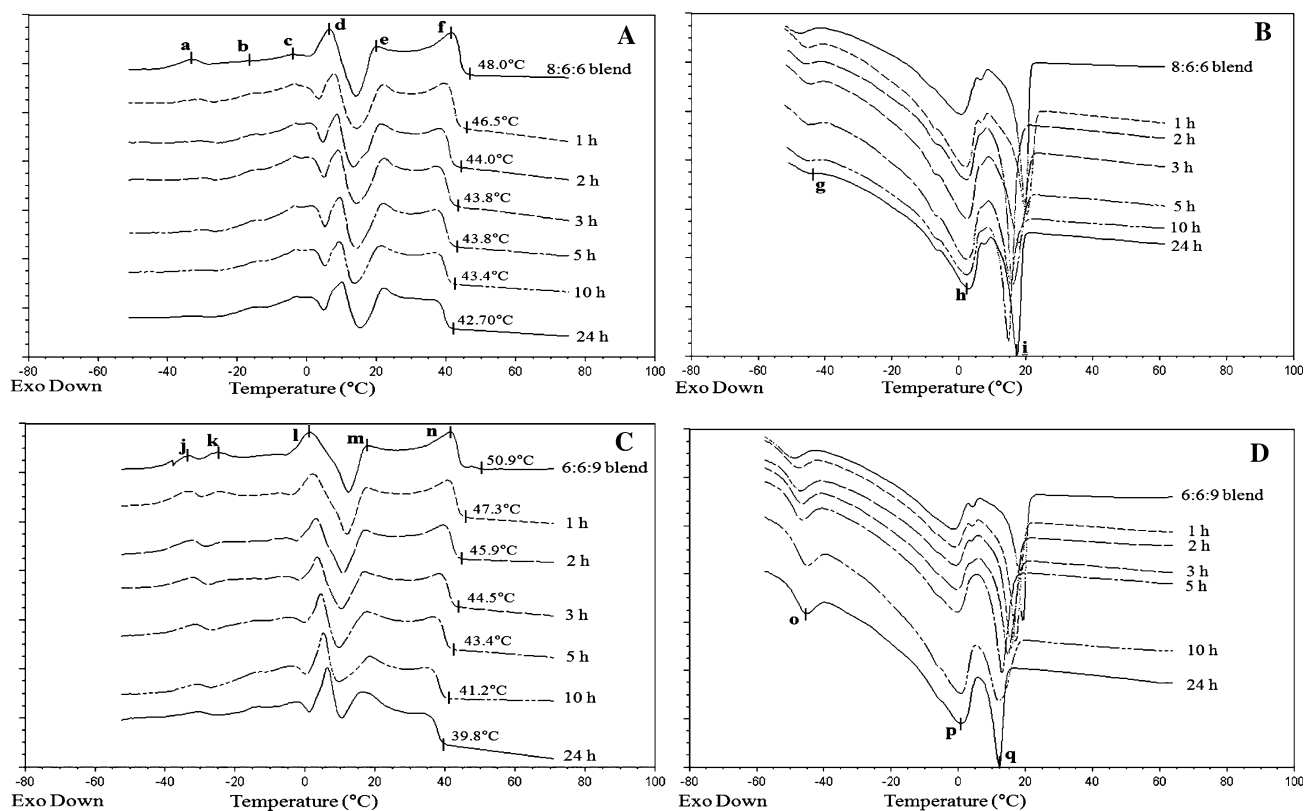 A
a
b
c
d
e
f
48.0°C
8:6:6 blend
46.5°C
1 h
44.0°C
2 h
43.8°C
3 h
43.8°C
5 h
43.4°C
10 h
42.70°C
24 h
-80 -60 -40 -20 0 20 40 60 80 100
Exo Down Temperature (°C)
B
8:6:6 blend
1 h
2 h
3 h
5 h
10 h
24 h
g
h
i
-80 -60 -40 -20 0 20 40 60 80 100
Exo Down Temperature (°C)
C
j
k
l
m
n
50.9°C
6:6:9 blend
47.3°C
1 h
45.9°C
2 h
44.5°C
3 h
43.4°C
5 h
41.2°C
10 h
39.8°C
24 h
-80 -60 -40 -20 0 20 40 60 80 100
Exo Down Temperature (°C)
D
6:6:9 blend
1 h
2 h
3 h
5 h
10 h
24 h
o
p
q
-80 -60 -40 -20 0 20 40 60 80 100
Exo Down Temperature (°C)